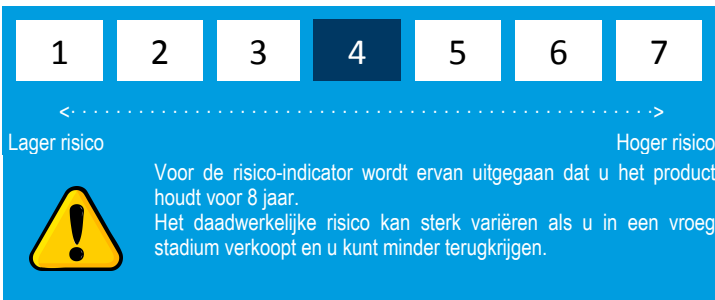 1 2 3 4 5 6 7
Lager risico Hoger risico
Voor de risico-indicator wordt ervan uitgegaan dat u het product
houdt voor 8 jaar.
Het daadwerkelijke risico kan sterk variëren als u in een vroeg
stadium verkoopt en u kunt minder terugkrijgen.